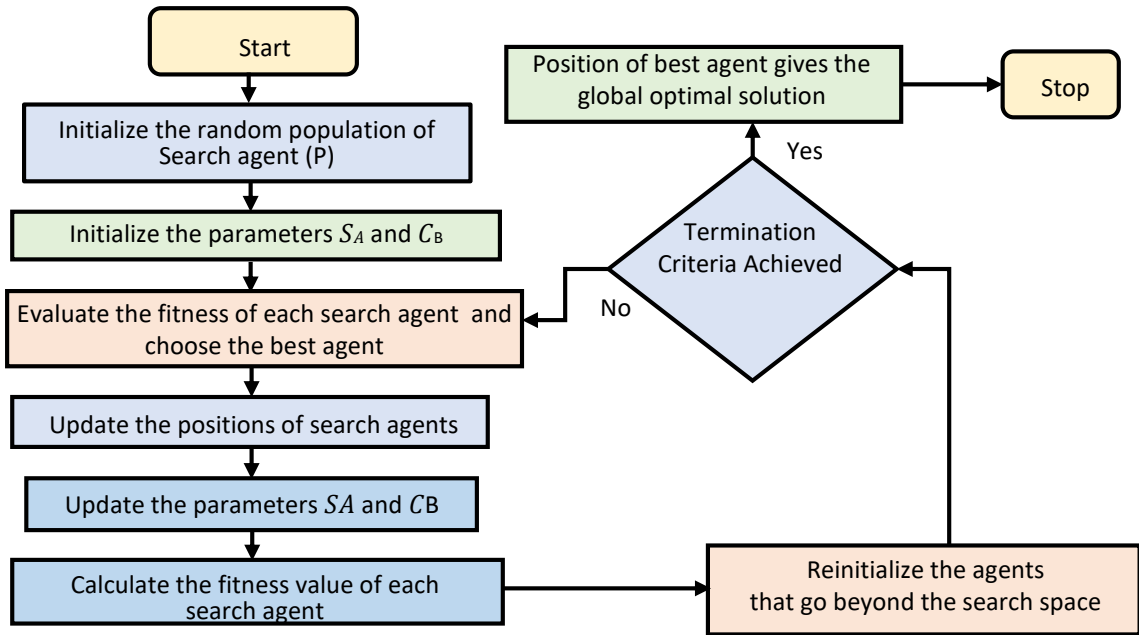 Start
Initialize the random population of
Search agent (P)
Initialize the parameters S_A and C_B
Evaluate the fitness of each search agent and
choose the best agent
Update the positions of search agents
Update the parameters SA and CB
Calculate the fitness value of each
search agent
Reinitialize the agents
that go beyond the search space
Termination
Criteria Achieved
No
Yes
Position of best agent gives the
global optimal solution
Stop